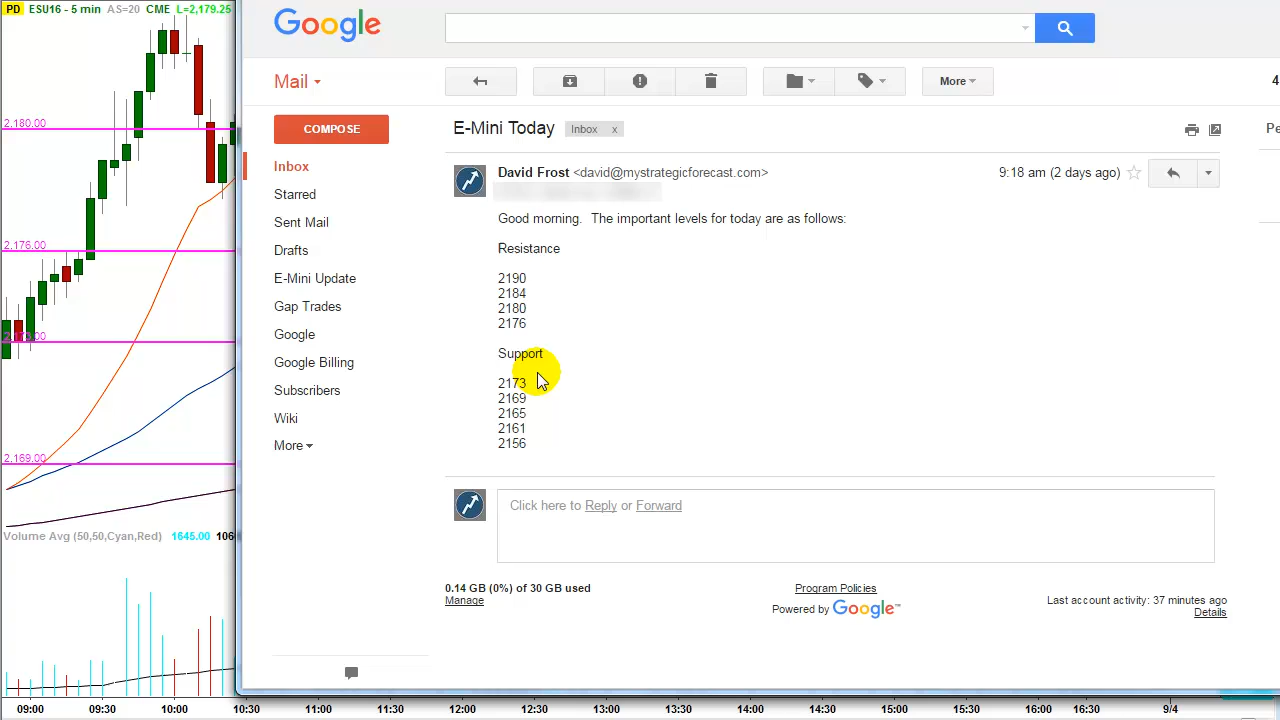 PD ESU16 - 5 min AS=20 CME L=2,179.25
2,180.00
2,176.00
2,173.00
2,169.00
Volume Avg (50,50,Cyan,Red) 1645.00 106
Google
Mail
More
4
COMPOSE
E-Mini Today Inbox x
Pe
Inbox
Starred
Sent Mail
Drafts
E-Mini Update
Gap Trades
Google
Google Billing
Subscribers
Wiki
More
David Frost <david@mystrategicforecast.com>
9:18 am (2 days ago)
Good morning. The important levels for today are as follows:
Resistance
2190
2184
2180
2176
Support
2173
2169
2165
2161
2156
Click here to Reply or Forward
0.14 GB (0%) of 30 GB used
Manage
Program Policies
Powered by Google™
Last account activity: 37 minutes ago
Details
09:00 09:30 10:00 10:30 11:00 11:30 12:00 12:30 13:00 13:30 14:00 14:30 15:00 15:30 16:00 16:30 9/4